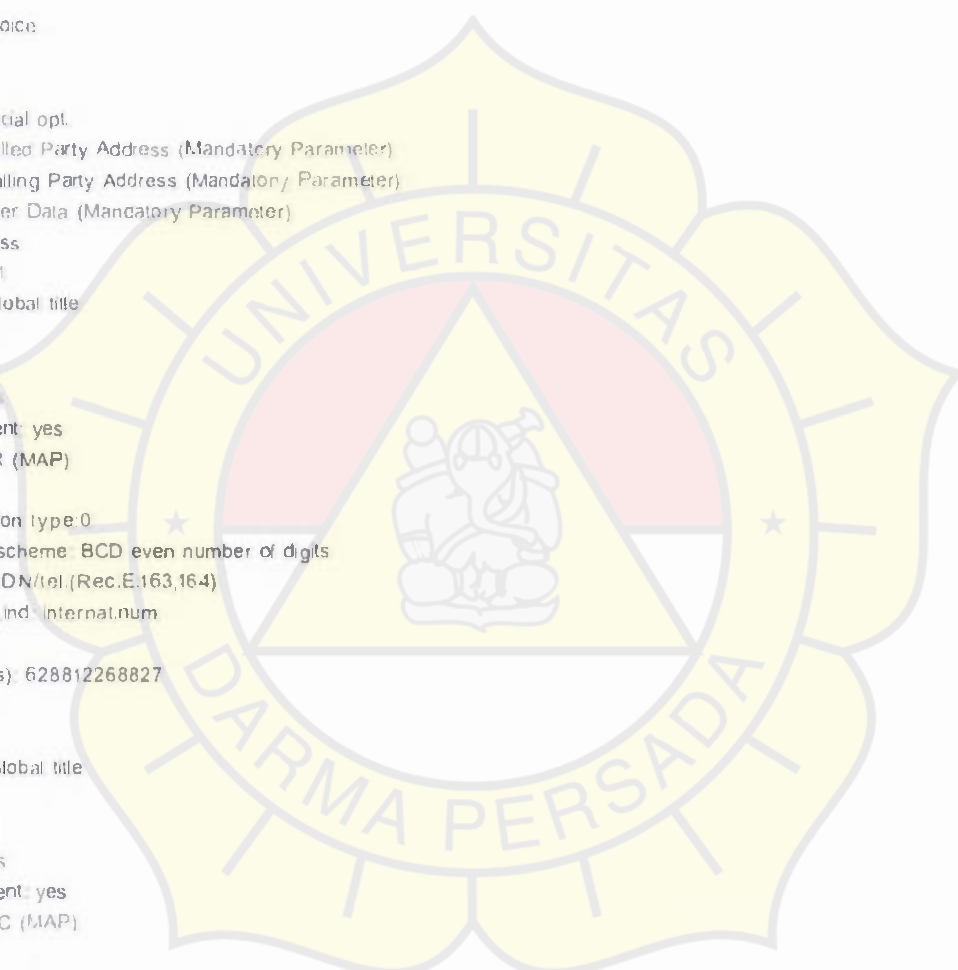 oice
cial opt.
lled Party Address (Mandatory Parameter)
alling Party Address (Mandatory Parameter)
er Data (Mandatory Parameter)
ss
lobal title
ent: yes
R (MAP)
on type:0
scheme: BCD even number of digits
DN/tel.(Rec.E.163,164)
ind: internat.num
s): 628812268827
lobal title
s
ent: yes
C (MAP)
UNIVERSITAS
DARMA PERSADA